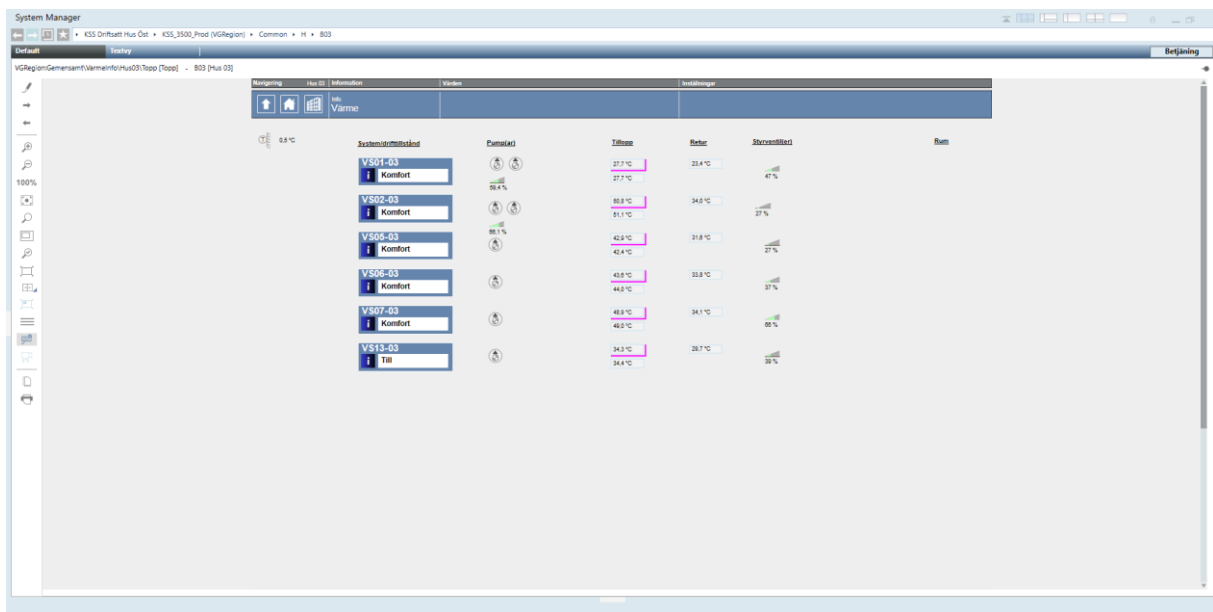 System Manager
KSS Driftsatt Hus Öst ▸ KSS_3500_Prod (VGRegion) ▸ Common ▸ H ▸ B03
Default Textvy Betjäning
VGRegion:Gemensamt\VarmeInfo\Hus03\Topp [Topp] - B03 [Hus 03]
Navigering Hus 03 Information Värden Inställningar
Info
Värme
0,5 °C
System/drifttillstånd Pump(ar) Tillopp Retur Styrventil(er) Rum
VS01-03 27,7 °C 23,4 °C
i Komfort 27,7 °C 47 %
59,4 %
100%
VS02-03 50,8 °C 34,0 °C
i Komfort 51,1 °C 27 %
66,1 %
VS05-03 42,9 °C 31,6 °C
i Komfort 42,4 °C 27 %
VS06-03 43,6 °C 33,8 °C
i Komfort 44,0 °C 37 %
VS07-03 48,9 °C 34,1 °C
i Komfort 49,0 °C 66 %
VS13-03 34,3 °C 29,7 °C
i Till 34,4 °C 39 %